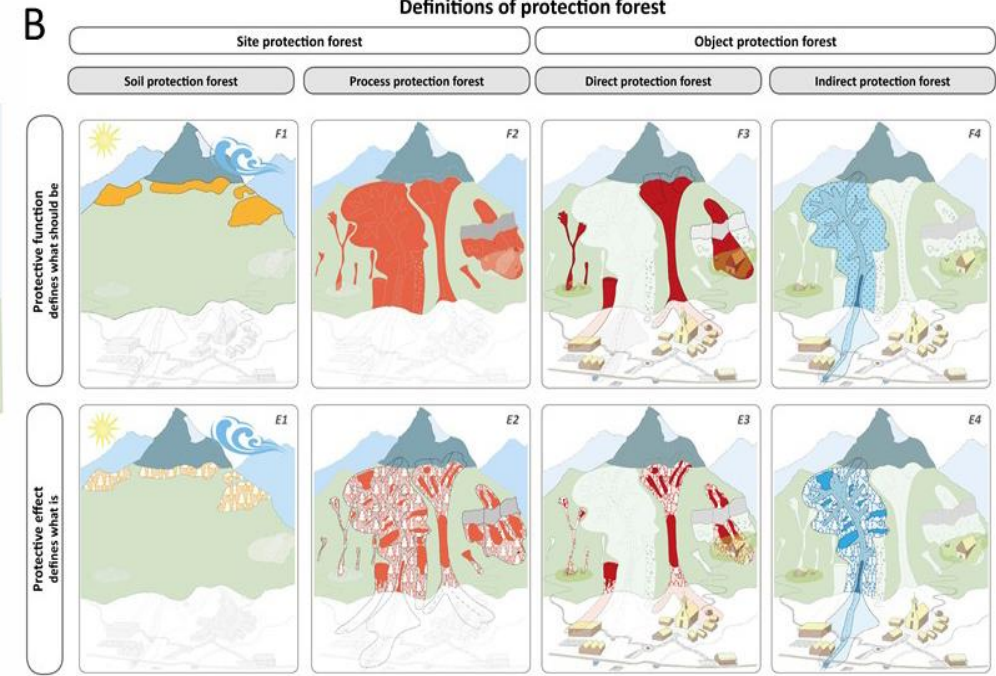 B
Definitions of protection forest
Site protection forest
Object protection forest
Soil protection forest
Process protection forest
Direct protection forest
Indirect protection forest
Protective function
defines what should be
F1
F2
F3
F4
Protective effect
defines what is
E1
E2
E3
E4